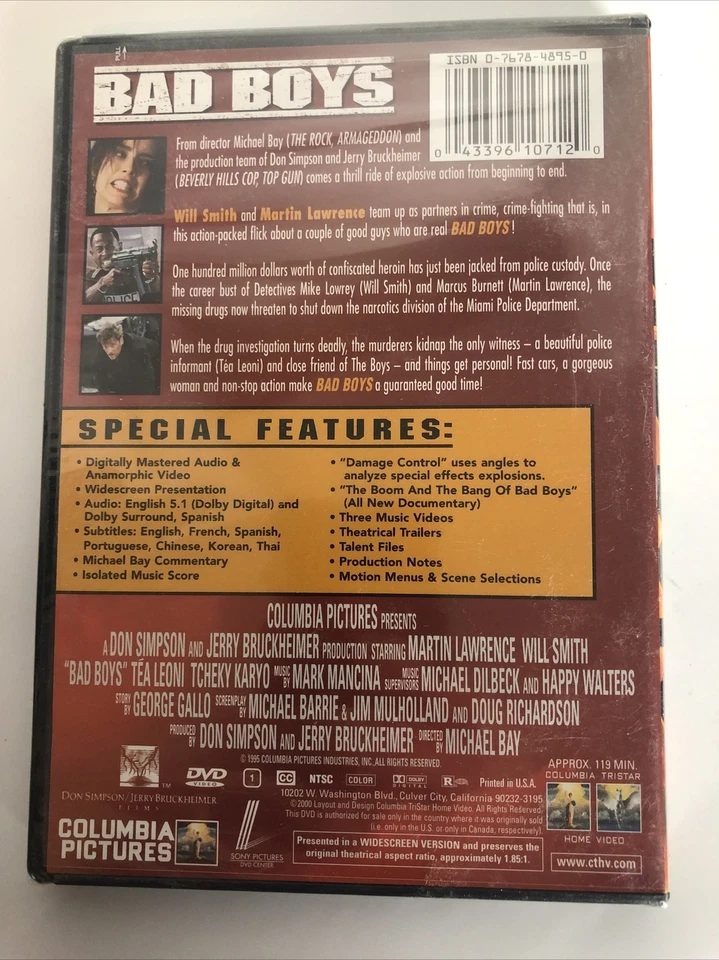 PULL
BAD BOYS
ISBN 0-7678-4895-0
0 43396 10712 0
From director Michael Bay (THE ROCK, ARMAGEDDON) and
the production team of Don Simpson and Jerry Bruckheimer
(BEVERLY HILLS COP, TOP GUN) comes a thrill ride of explosive action from beginning to end.
Will Smith and Martin Lawrence team up as partners in crime, crime-fighting that is, in
this action-packed flick about a couple of good guys who are real BAD BOYS!
One hundred million dollars worth of confiscated heroin has just been jacked from police custody. Once
the career bust of Detectives Mike Lowrey (Will Smith) and Marcus Burnett (Martin Lawrence), the
missing drugs now threaten to shut down the narcotics division of the Miami Police Department.
POLICE
When the drug investigation turns deadly, the murderers kidnap the only witness – a beautiful police
informant (Téa Leoni) and close friend of The Boys – and things get personal! Fast cars, a gorgeous
woman and non-stop action make BAD BOYS a guaranteed good time!
SPECIAL FEATURES:
• Digitally Mastered Audio &
Anamorphic Video
• Widescreen Presentation
• Audio: English 5.1 (Dolby Digital) and
Dolby Surround, Spanish
• Subtitles: English, French, Spanish,
Portuguese, Chinese, Korean, Thai
• Michael Bay Commentary
• Isolated Music Score
• "Damage Control" uses angles to
analyze special effects explosions.
• "The Boom And The Bang Of Bad Boys"
(All New Documentary)
• Three Music Videos
• Theatrical Trailers
• Talent Files
• Production Notes
• Motion Menus & Scene Selections
COLUMBIA PICTURES PRESENTS
A DON SIMPSON AND JERRY BRUCKHEIMER PRODUCTION STARRING MARTIN LAWRENCE WILL SMITH
"BAD BOYS" TÉA LEONI TCHEKY KARYO MUSIC BY MARK MANCINA MUSIC SUPERVISORS MICHAEL DILBECK AND HAPPY WALTERS
STORY BY GEORGE GALLO SCREENPLAY BY MICHAEL BARRIE & JIM MULHOLLAND AND DOUG RICHARDSON
PRODUCED BY DON SIMPSON AND JERRY BRUCKHEIMER DIRECTED BY MICHAEL BAY
© 1995 COLUMBIA PICTURES INDUSTRIES, INC. ALL RIGHTS RESERVED.
APPROX. 119 MIN.
COLUMBIA TRISTAR
HOME VIDEO
www.cthv.com
TM
DON SIMPSON/JERRY BRUCKHEIMER
FILMS
DVD VIDEO 1 CC NTSC COLOR DOLBY DIGITAL R Printed in U.S.A.
10202 W. Washington Blvd., Culver City, California 90232-3195
©2000 Layout and Design Columbia TriStar Home Video. All Rights Reserved.
This DVD is authorized for sale only in the country where it was originally sold
(i.e. only in the U.S. or only in Canada, respectively).
COLUMBIA
PICTURES
SONY PICTURES
DVD CENTER
Presented in a WIDESCREEN VERSION and preserves the
original theatrical aspect ratio, approximately 1.85:1.